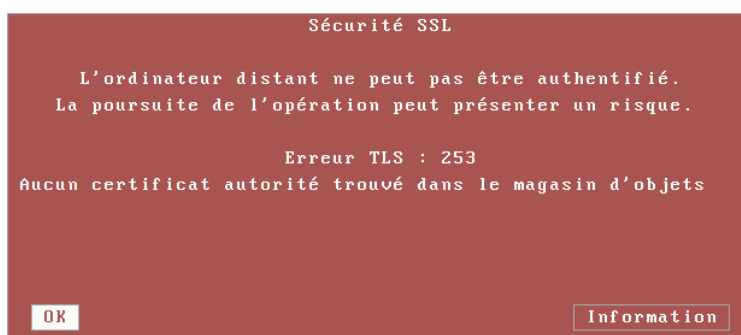 Sécurité SSL
L'ordinateur distant ne peut pas être authentifié.
La poursuite de l'opération peut présenter un risque.
Erreur TLS : 253
Aucun certificat autorité trouvé dans le magasin d'objets
OK
Information